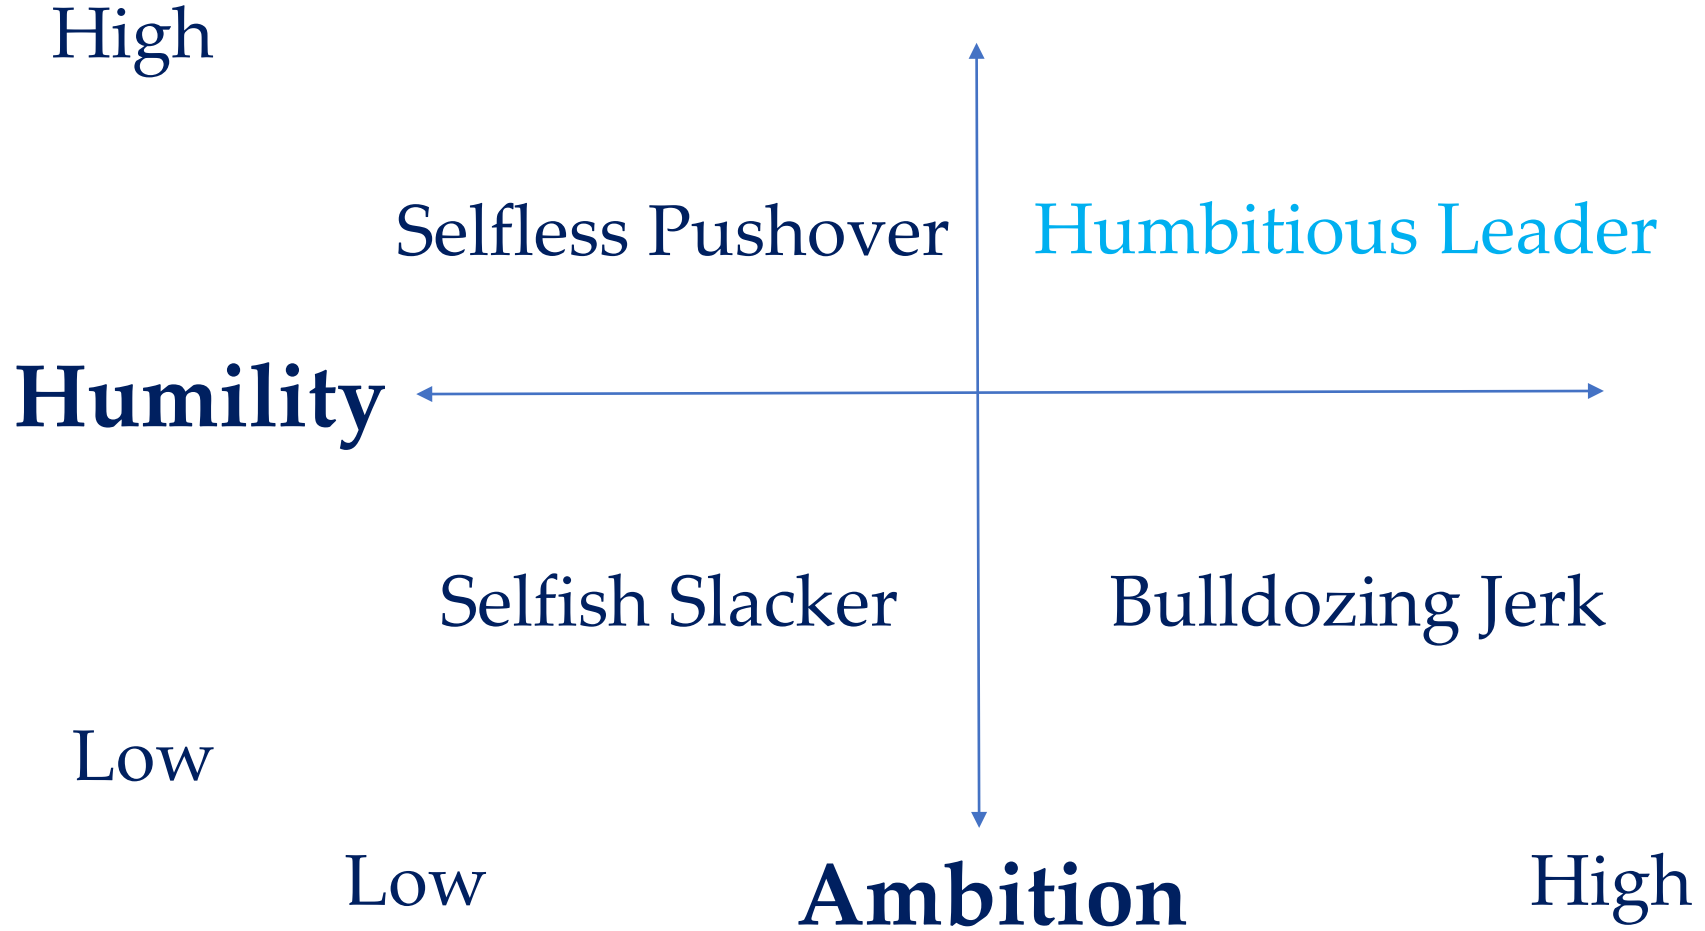 High
Selfless Pushover
Humbitious Leader
Humility
Selfish Slacker
Bulldozing Jerk
Low
Low
Ambition
High